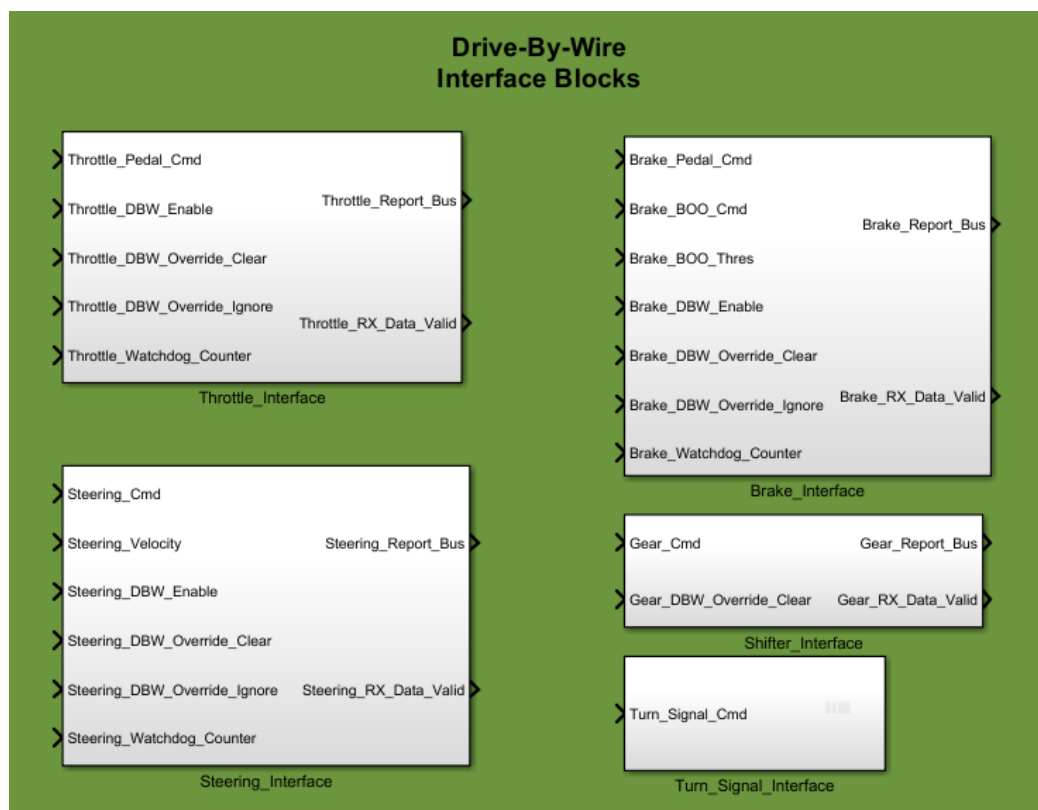 Drive-By-Wire
Interface Blocks
Throttle_Pedal_Cmd
Throttle_DBW_Enable
Throttle_DBW_Override_Clear
Throttle_DBW_Override_Ignore
Throttle_Watchdog_Counter
Throttle_Report_Bus
Throttle_RX_Data_Valid
Throttle_Interface
Brake_Pedal_Cmd
Brake_BOO_Cmd
Brake_BOO_Thres
Brake_DBW_Enable
Brake_DBW_Override_Clear
Brake_DBW_Override_Ignore
Brake_Watchdog_Counter
Brake_Report_Bus
Brake_RX_Data_Valid
Brake_Interface
Steering_Cmd
Steering_Velocity
Steering_DBW_Enable
Steering_DBW_Override_Clear
Steering_DBW_Override_Ignore
Steering_Watchdog_Counter
Steering_Report_Bus
Steering_RX_Data_Valid
Steering_Interface
Gear_Cmd
Gear_DBW_Override_Clear
Gear_Report_Bus
Gear_RX_Data_Valid
Shifter_Interface
Turn_Signal_Cmd
Turn_Signal_Interface